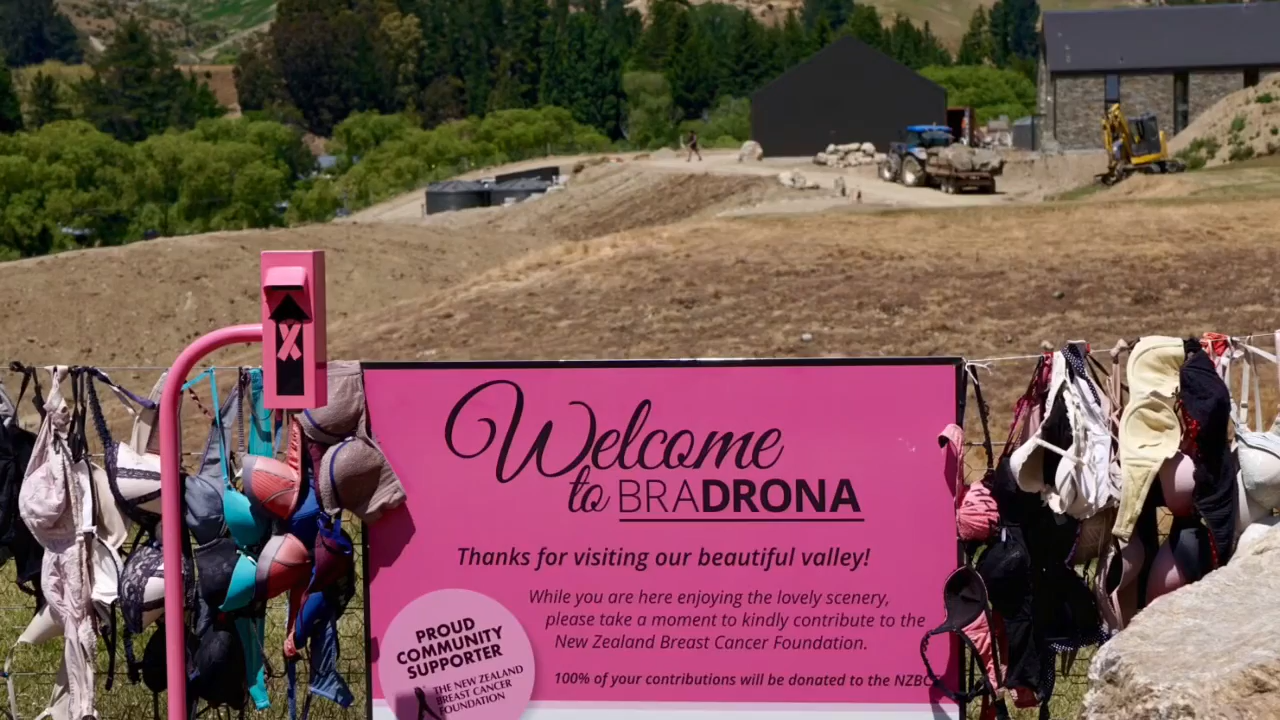 Welcome
to BRADRONA
Thanks for visiting our beautiful valley!
While you are here enjoying the lovely scenery,
please take a moment to kindly contribute to the
New Zealand Breast Cancer Foundation.
100% of your contributions will be donated to the
PROUD
COMMUNITY
SUPPORTER
THE NEW ZEALAND
BREAST CANCER
FOUNDATION